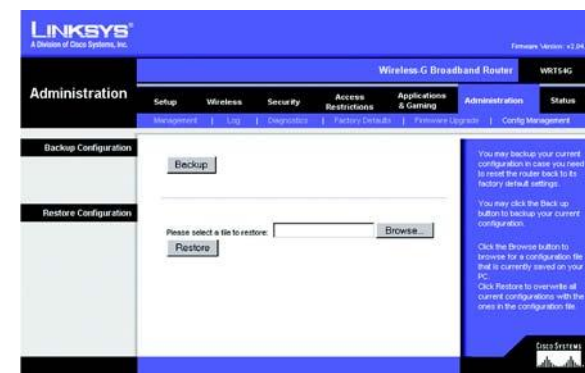 LINKSYS®
A Division of Cisco Systems, Inc.
Firmware Version: v2.04
Wireless-G Broadband Router WRT54G
Administration
Setup Wireless Security Access Restrictions Applications & Gaming Administration Status
Management | Log | Diagnostics | Factory Defaults | Firmware Upgrade | Config Management
Backup Configuration
Backup
Restore Configuration
Please select a file to restore: Browse...
Restore
You may backup your current
configuration in case you need
to reset the router back to its
factory default settings.
You may click the Back up
button to backup your current
configuration.
Click the Browse button to
browse for a configuration file
that is currently saved on your
PC.
Click Restore to overwrite all
current configurations with the
ones in the configuration file.
CISCO SYSTEMS